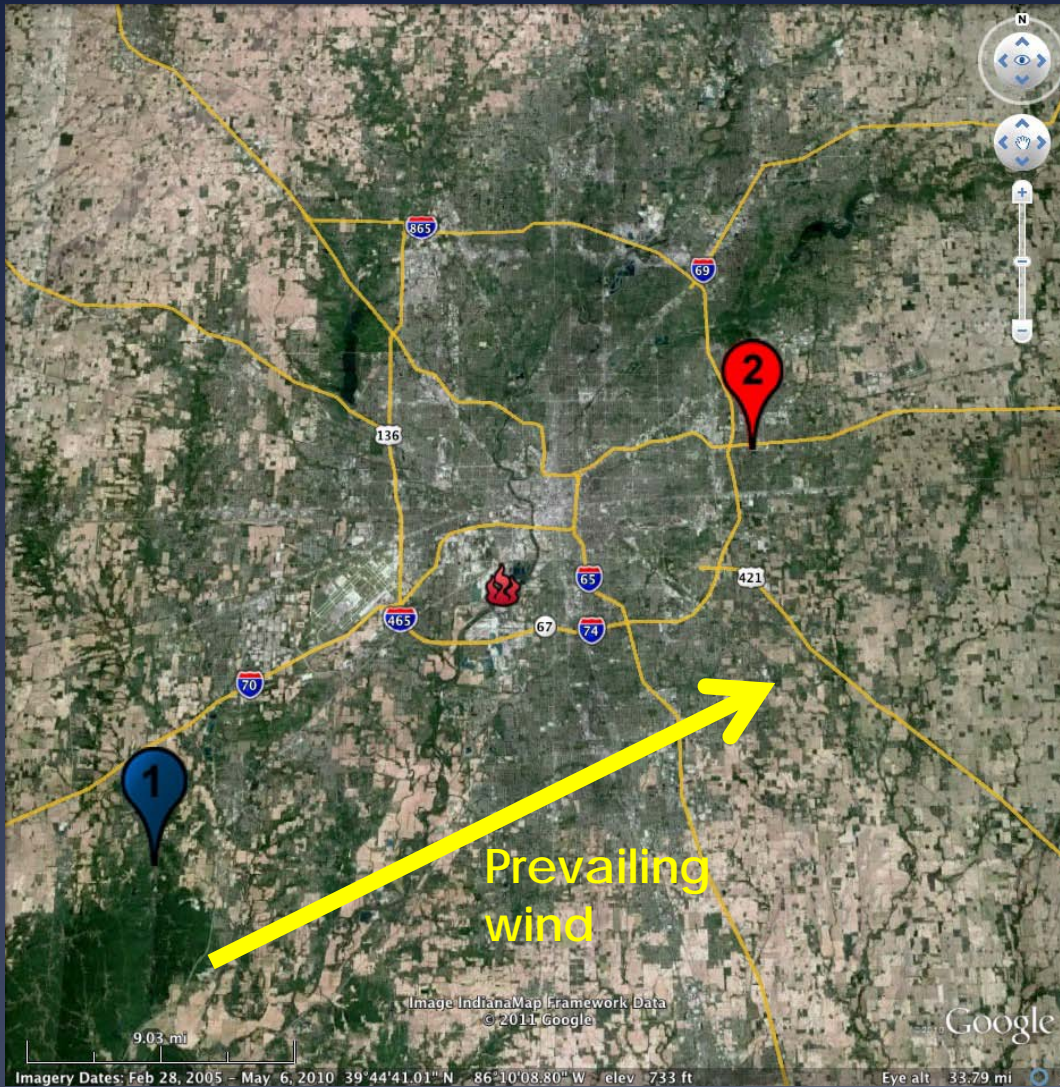 N
865
69
2
136
65
421
465
67
74
70
1
Prevailing
wind
Image IndianaMap Framework Data
© 2011 Google
Google
9.03 mi
Imagery Dates: Feb 28, 2005 - May 6, 2010 39°44'41.01" N 86°10'08.80" W elev 733 ft Eye alt 33.79 mi